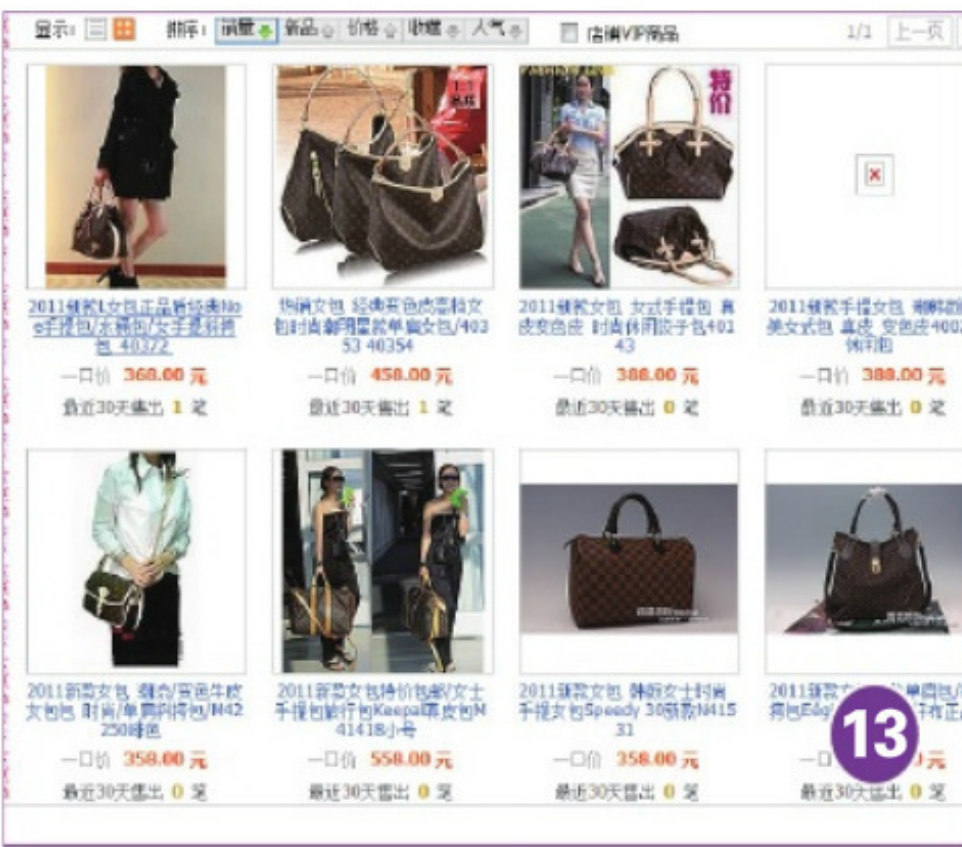 显示: 排序: 销量 新品 价格 收藏 人气 店铺VIP商品 1/1 上一页
特价
2011新款L女包正品质经典No
e手提包/水桶包/女手提斜挎
包 40372
一口价 368.00 元
最近30天售出 1 笔
热销女包 经典变色皮高档女
包时尚潮明星款单肩女包/403
53 40354
一口价 458.00 元
最近30天售出 1 笔
2011新款女包 女式手提包 真
皮变色皮 时尚休闲饺子包401
43
一口价 388.00 元
最近30天售出 0 笔
2011新款手提女包 潮韩
美女式包 真皮 变色皮400
休闲包
一口价 388.00 元
最近30天售出 0 笔
2011新款女包 变色牛皮
女包包 时尚/单肩斜挎包/M42
250绿色
一口价 358.00 元
最近30天售出 0 笔
2011新款女包特价包邮/女士
手提包旅行包Keepal真皮包M
41418小号
一口价 558.00 元
最近30天售出 0 笔
2011新款女包 韩版女士时尚
手提女包Speedy 30新款N415
31
一口价 358.00 元
最近30天售出 0 笔
2011新款女 单肩包/
挎包
一口 元
最近30天售出 0 笔
13